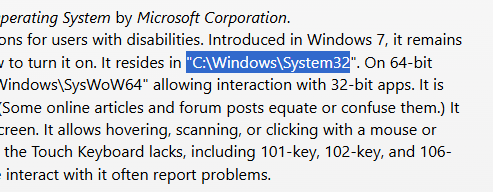 perating System by Microsoft Corporation.
ons for users with disabilities. Introduced in Windows 7, it remains
w to turn it on. It resides in "C:\Windows\System32". On 64-bit
Windows\SysWoW64" allowing interaction with 32-bit apps. It is
(Some online articles and forum posts equate or confuse them.) It
creen. It allows hovering, scanning, or clicking with a mouse or
the Touch Keyboard lacks, including 101-key, 102-key, and 106-
e interact with it often report problems.